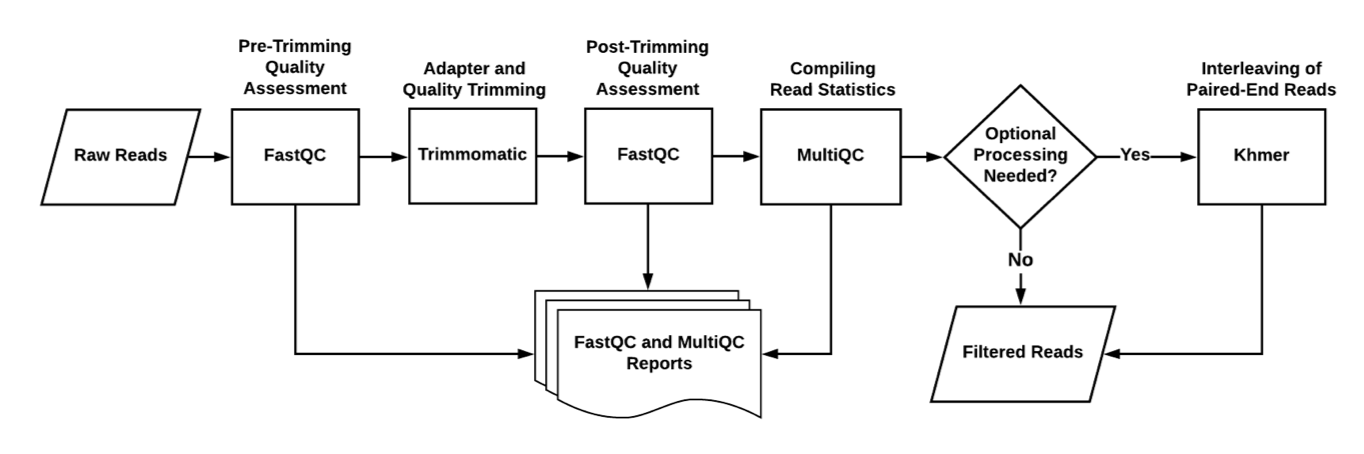 Pre-Trimming
Quality
Assessment
Adapter and
Quality Trimming
Post-Trimming
Quality
Assessment
Compiling
Read Statistics
Interleaving of
Paired-End Reads
Raw Reads
FastQC
Trimmomatic
FastQC
MultiQC
Optional
Processing
Needed?
Yes
Khmer
No
FastQC and MultiQC
Reports
Filtered Reads